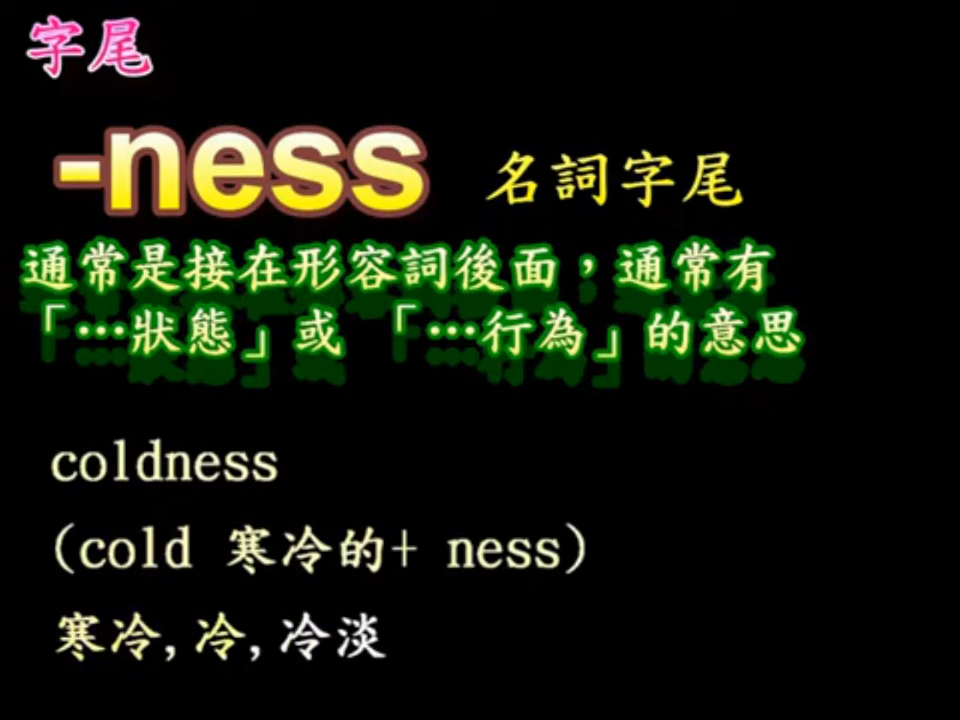 字尾
-ness 名詞字尾
通常是接在形容詞後面，通常有
「…狀態」或 「…行為」的意思
coldness
(cold 寒冷的+ ness)
寒冷,冷,冷淡